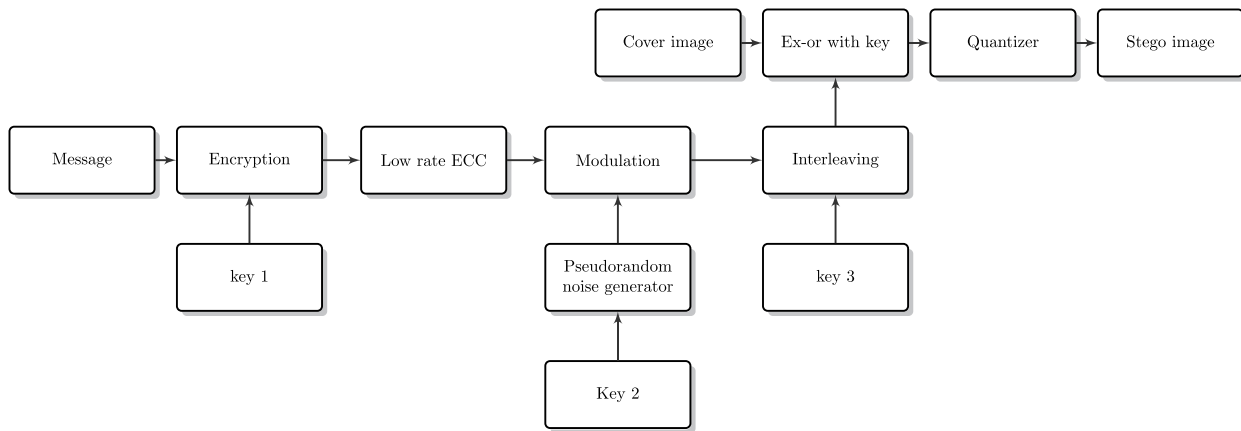 Cover image
Ex-or with key
Quantizer
Stego image
Message
Encryption
Low rate ECC
Modulation
Interleaving
key 1
Pseudorandom
noise generator
key 3
Key 2